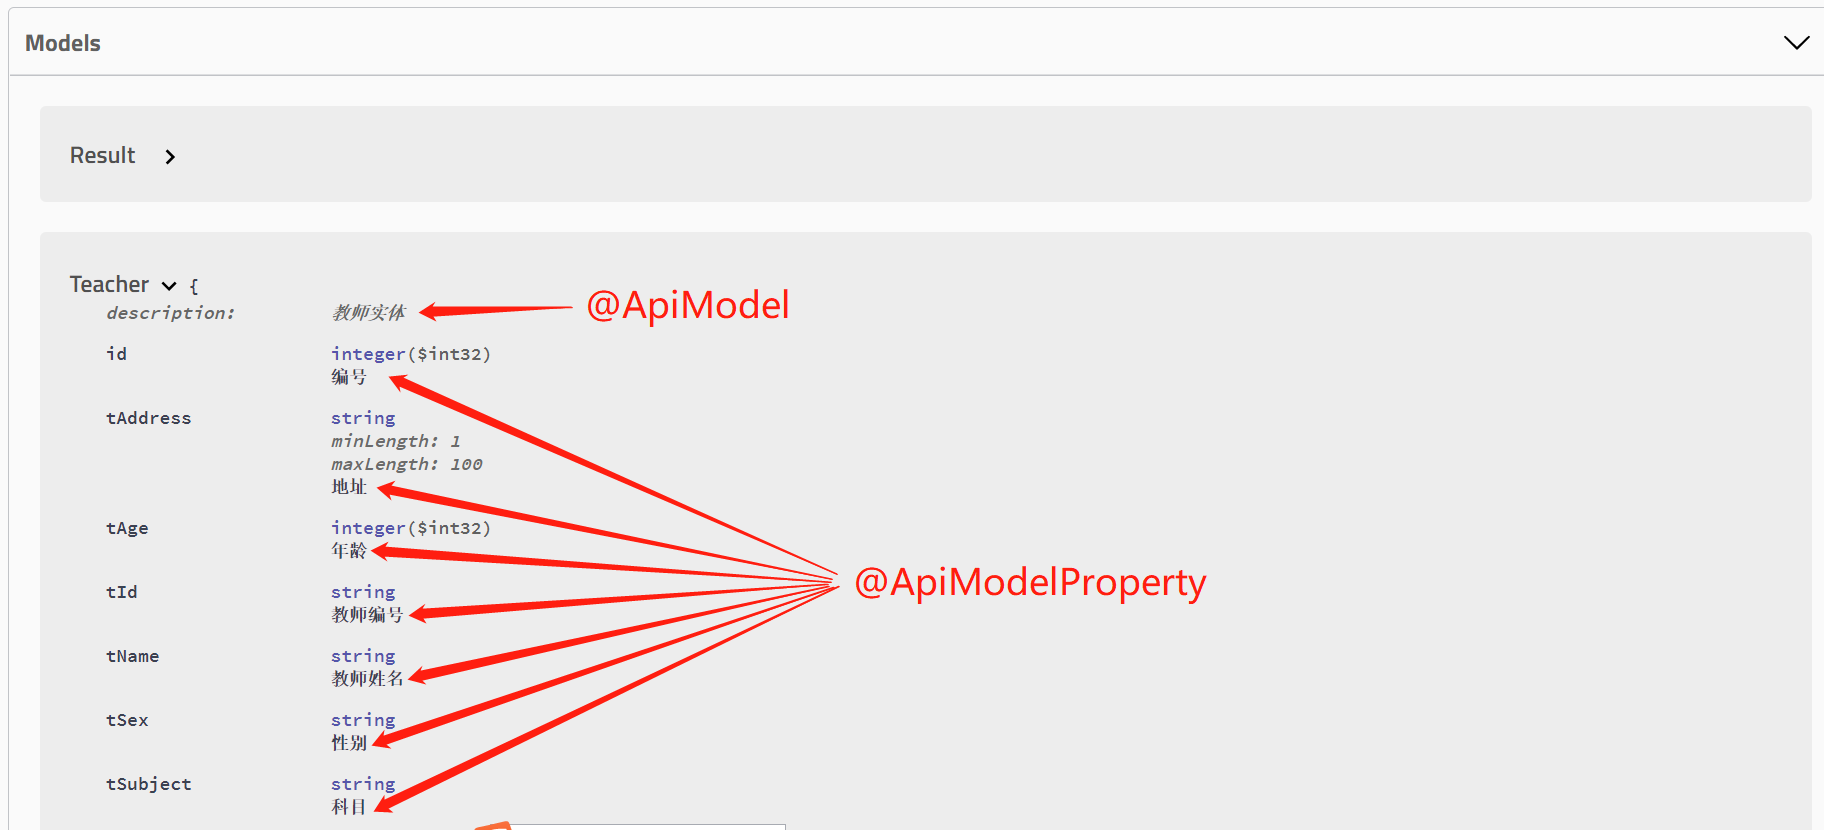 Models
Result
Teacher {
description: 教师实体
@ApiModel
id integer($int32)
编号
tAddress string
minLength: 1
maxLength: 100
地址
tAge integer($int32)
年龄
@ApiModelProperty
tId string
教师编号
tName string
教师姓名
tSex string
性别
tSubject string
科目